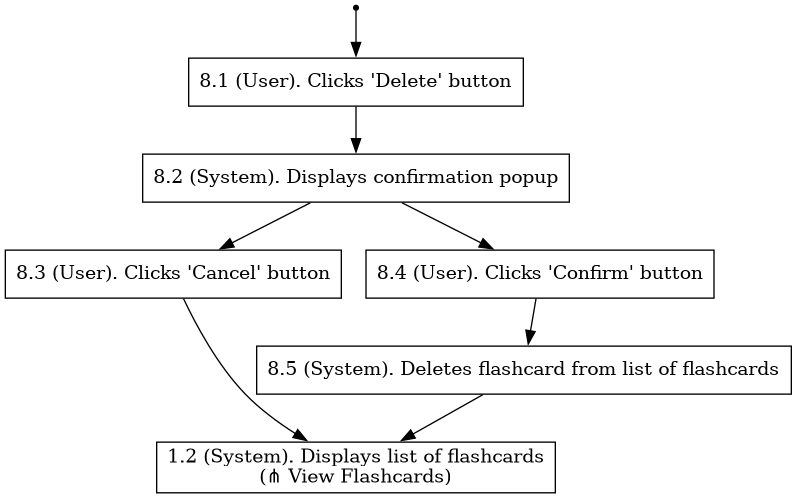 8.1 (User). Clicks 'Delete' button
8.2 (System). Displays confirmation popup
8.3 (User). Clicks 'Cancel' button
8.4 (User). Clicks 'Confirm' button
8.5 (System). Deletes flashcard from list of flashcards
1.2 (System). Displays list of flashcards
(⋔ View Flashcards)